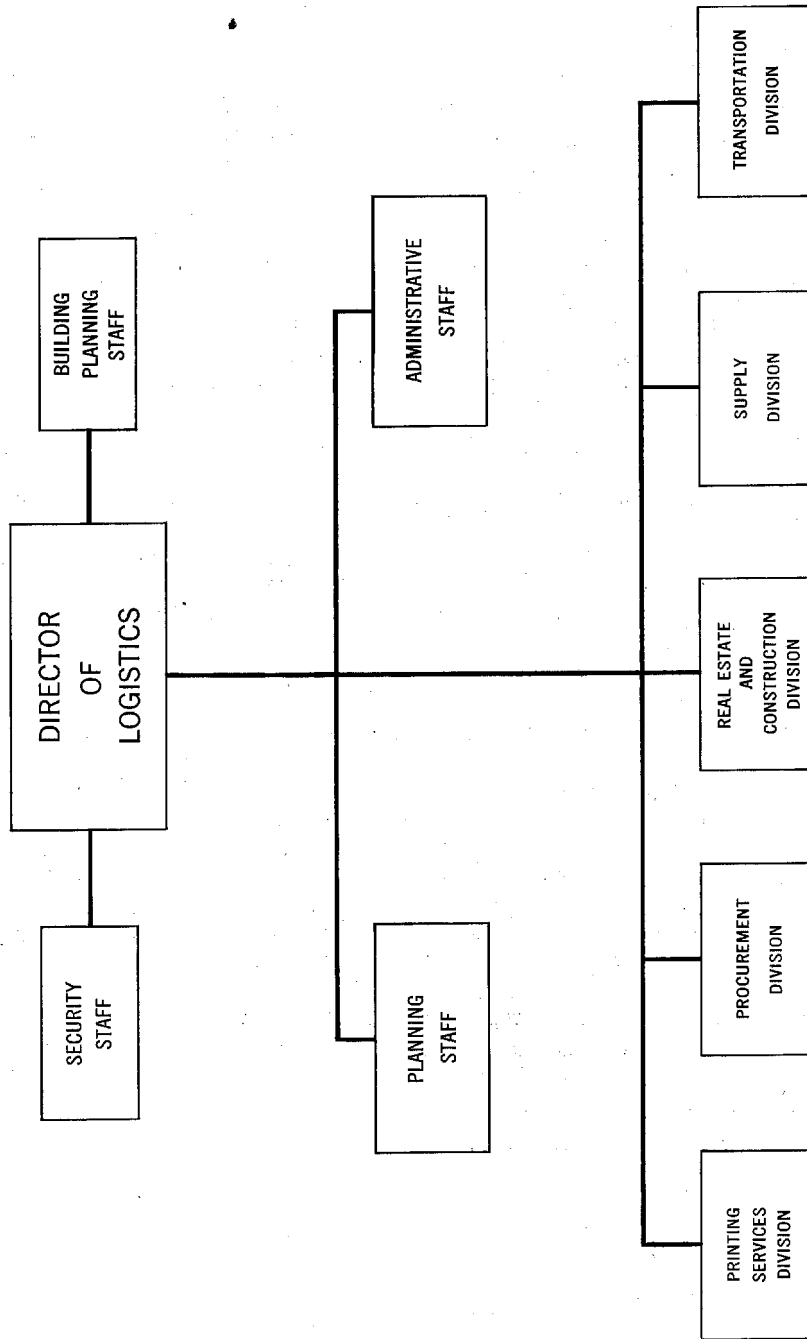 SECURITY
STAFF
DIRECTOR
OF
LOGISTICS
BUILDING
PLANNING
STAFF
PLANNING
STAFF
ADMINISTRATIVE
STAFF
PRINTING
SERVICES
DIVISION
PROCUREMENT
DIVISION
REAL ESTATE
AND
CONSTRUCTION
DIVISION
SUPPLY
DIVISION
TRANSPORTATION
DIVISION